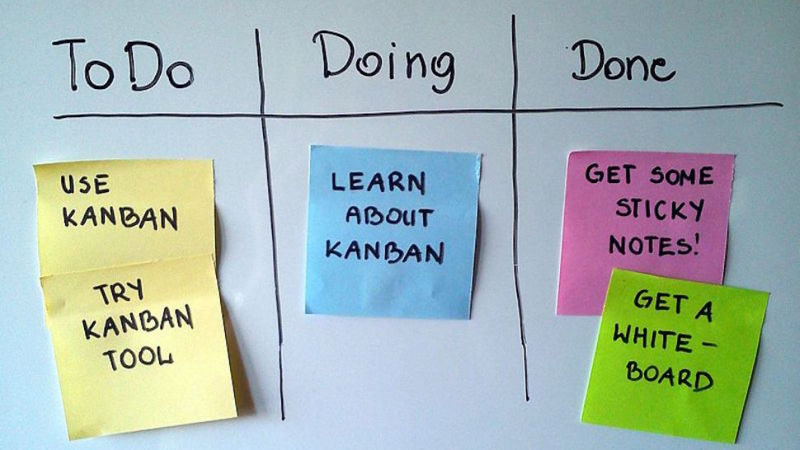 To Do
Doing
Done
USE
KANBAN
TRY
KANBAN
TOOL
LEARN
ABOUT
KANBAN
GET SOME
STICKY
NOTES!
GET A
WHITE-
BOARD